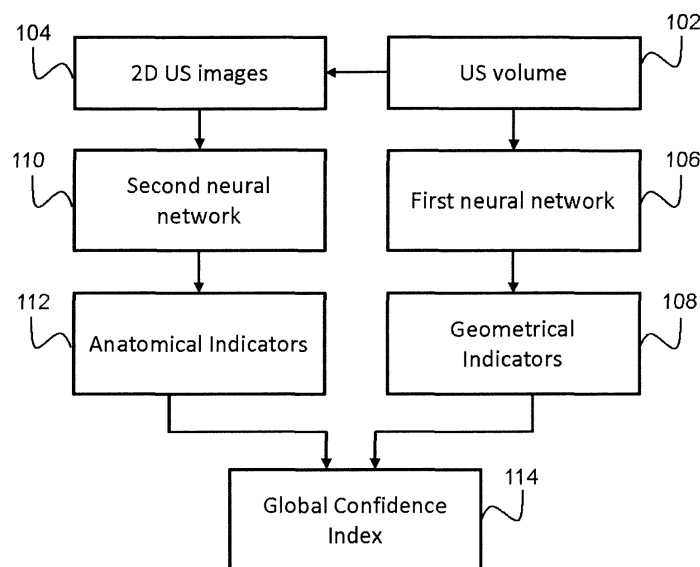 104
2D US images
US volume
102
110
Second neural
network
First neural network
106
112
Anatomical Indicators
Geometrical
Indicators
108
Global Confidence
Index
114